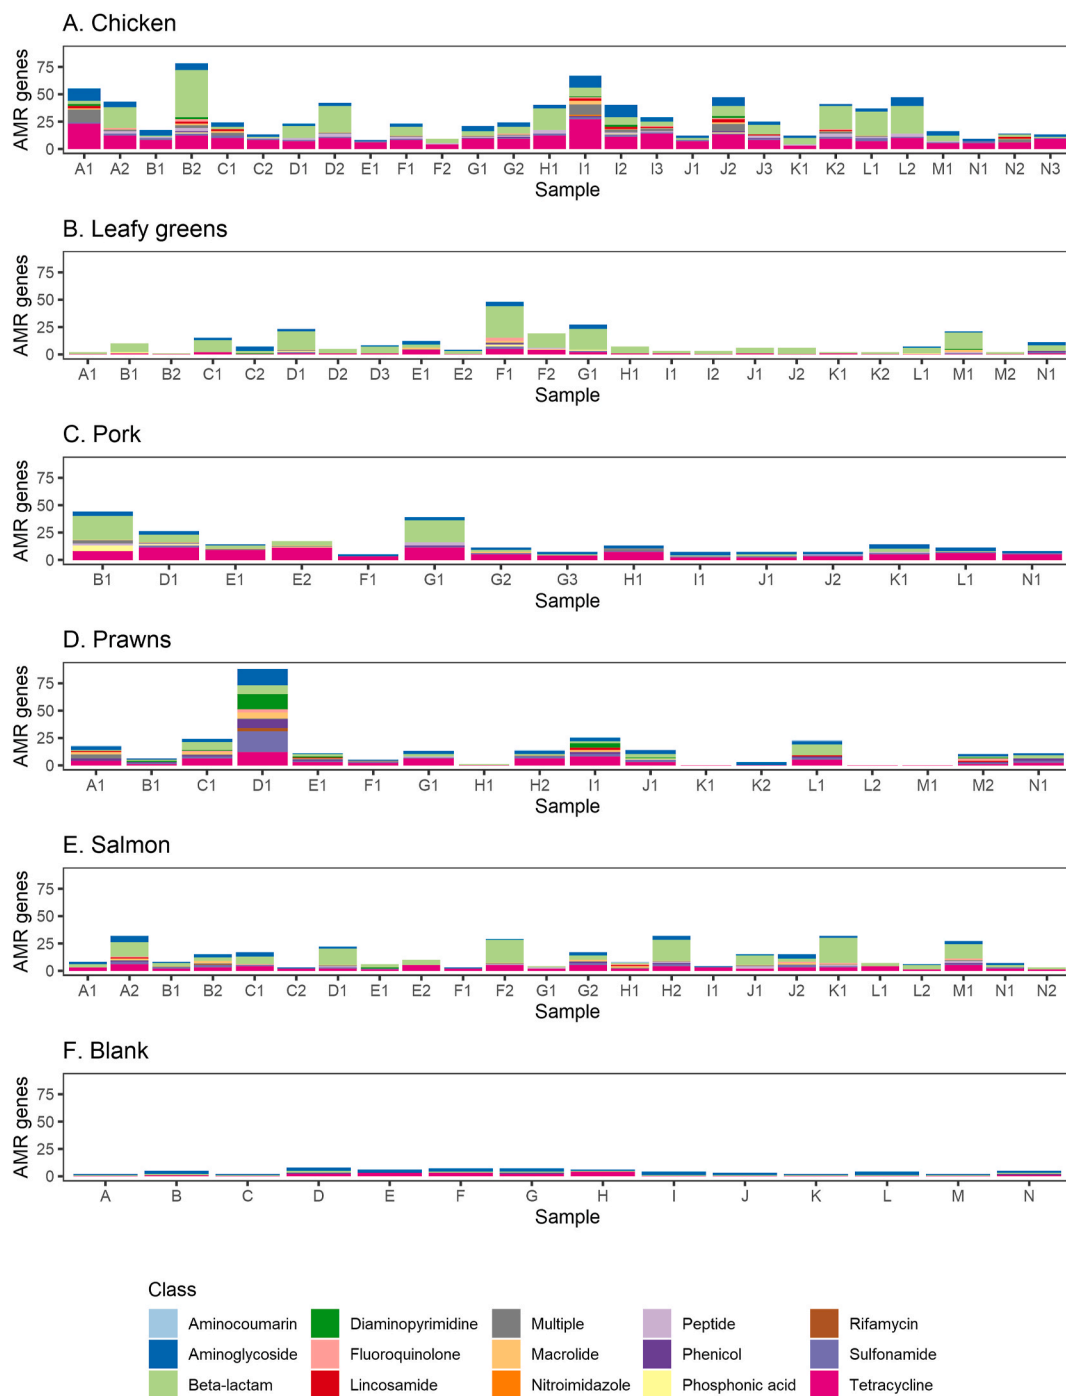 A. Chicken
AMR genes
75
50
25
0
A1 A2 B1 B2 C1 C2 D1 D2 E1 F1 F2 G1 G2 H1 I1 I2 I3 J1 J2 J3 K1 K2 L1 L2 M1 N1 N2 N3
Sample
B. Leafy greens
AMR genes
75
50
25
0
A1 B1 B2 C1 C2 D1 D2 D3 E1 E2 F1 F2 G1 H1 I1 I2 J1 J2 K1 K2 L1 M1 M2 N1
Sample
C. Pork
AMR genes
75
50
25
0
B1 D1 E1 E2 F1 G1 G2 G3 H1 I1 J1 J2 K1 L1 N1
Sample
D. Prawns
AMR genes
75
50
25
0
A1 B1 C1 D1 E1 F1 G1 H1 H2 I1 J1 K1 K2 L1 L2 M1 M2 N1
Sample
E. Salmon
AMR genes
75
50
25
0
A1 A2 B1 B2 C1 C2 D1 E1 E2 F1 F2 G1 G2 H1 H2 I1 J1 J2 K1 L1 L2 M1 N1 N2
Sample
F. Blank
AMR genes
75
50
25
0
A B C D E F G H I J K L M N
Sample
Class
Aminocoumarin Diaminopyrimidine Multiple Peptide Rifamycin
Aminoglycoside Fluoroquinolone Macrolide Phenicol Sulfonamide
Beta-lactam Lincosamide Nitroimidazole Phosphonic acid Tetracycline